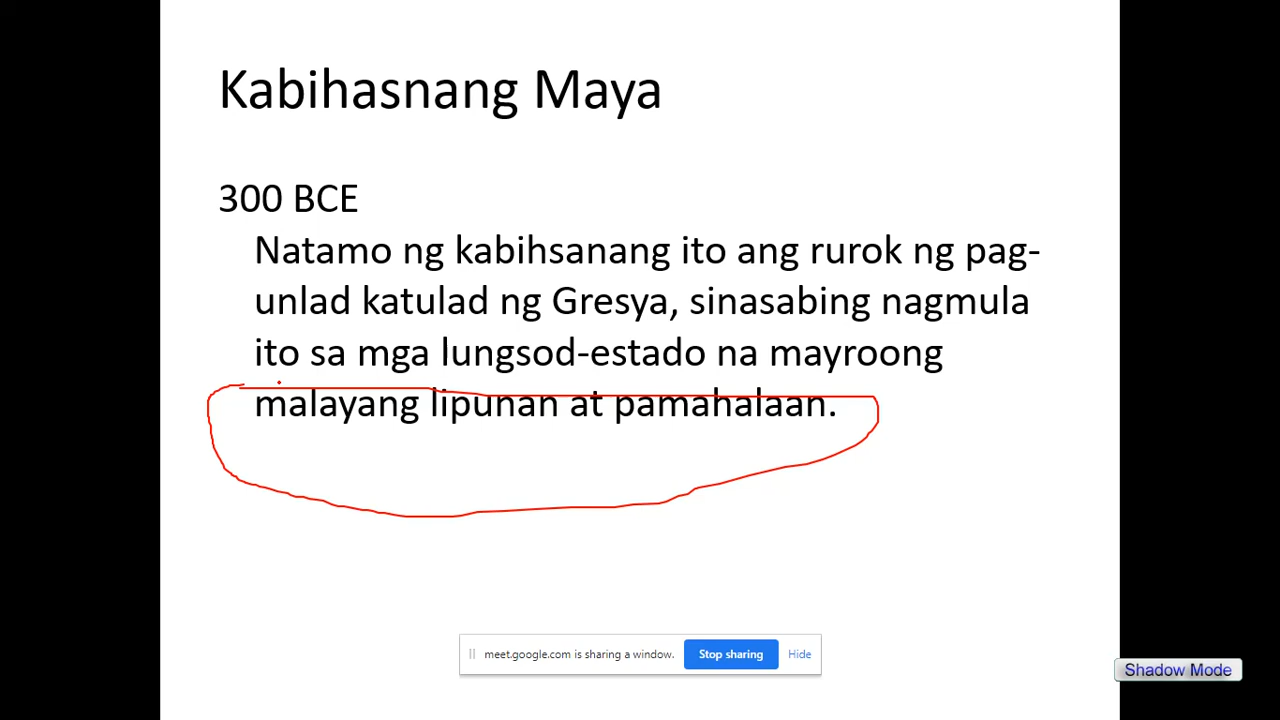 Kabihasnang Maya
300 BCE
Natamo ng kabihsanang ito ang rurok ng pag-
unlad katulad ng Gresya, sinasabing nagmula
ito sa mga lungsod-estado na mayroong
malayang lipunan at pamahalaan.
meet.google.com is sharing a window. Stop sharing Hide
Shadow Mode